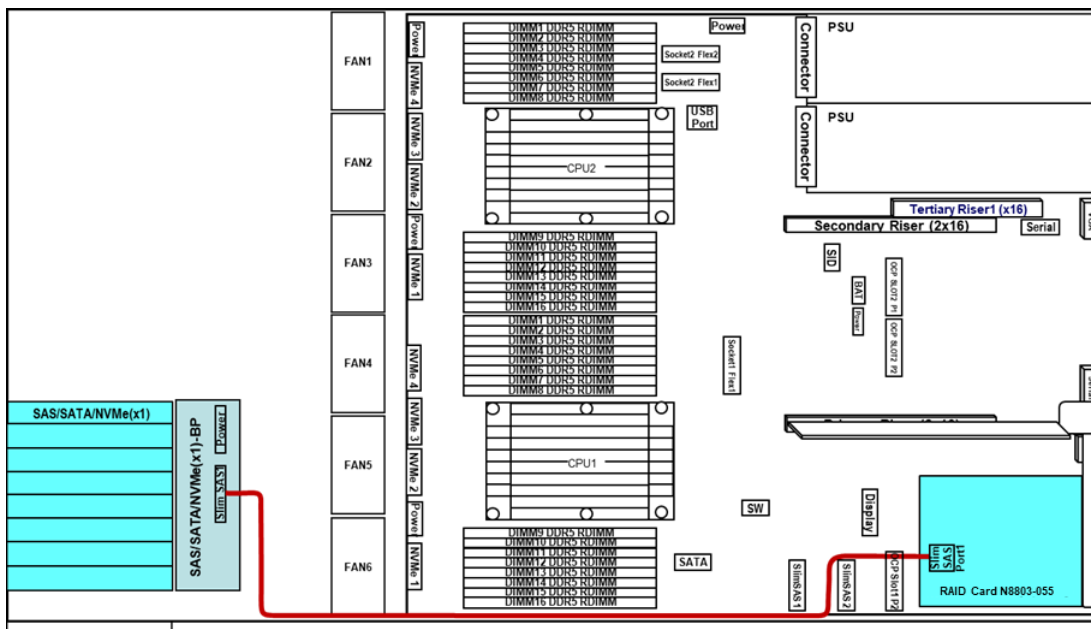 FAN1
FAN2
FAN3
FAN4
FAN5
FAN6
Power
NVMe 4
NVMe 3
NVMe 2
Power
NVMe 1
NVMe 4
NVMe 3
NVMe 2
Power
NVMe 1
DIMM1 DDR5 RDIMM
DIMM2 DDR5 RDIMM
DIMM3 DDR5 RDIMM
DIMM4 DDR5 RDIMM
DIMM5 DDR5 RDIMM
DIMM6 DDR5 RDIMM
DIMM7 DDR5 RDIMM
DIMM8 DDR5 RDIMM
CPU2
DIMM9 DDR5 RDIMM
DIMM10 DDR5 RDIMM
DIMM11 DDR5 RDIMM
DIMM12 DDR5 RDIMM
DIMM13 DDR5 RDIMM
DIMM14 DDR5 RDIMM
DIMM15 DDR5 RDIMM
DIMM16 DDR5 RDIMM
DIMM1 DDR5 RDIMM
DIMM2 DDR5 RDIMM
DIMM3 DDR5 RDIMM
DIMM4 DDR5 RDIMM
DIMM5 DDR5 RDIMM
DIMM6 DDR5 RDIMM
DIMM7 DDR5 RDIMM
DIMM8 DDR5 RDIMM
CPU1
DIMM9 DDR5 RDIMM
DIMM10 DDR5 RDIMM
DIMM11 DDR5 RDIMM
DIMM12 DDR5 RDIMM
DIMM13 DDR5 RDIMM
DIMM14 DDR5 RDIMM
DIMM15 DDR5 RDIMM
DIMM16 DDR5 RDIMM
Power
Socket2 Flex2
Socket2 Flex1
USB
Port
Connector
PSU
Connector
PSU
Tertiary Riser1 (x16)
Secondary Riser (2x16)
Serial
SID
BAT
Power
OCP SLOT2 P1
OCP SLOT2 P2
Socket1 Flex1
SW
Display
SATA
SlimSAS1
SlimSAS2
OCP Slot1 P2
Slim
SAS
Port1
RAID Card N8803-055
SAS/SATA/NVMe(x1)
SAS/SATA/NVMe(x1)-BP
Power
Slim SAS1